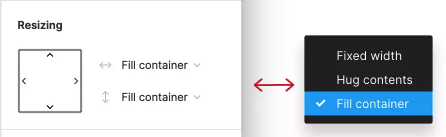 Resizing
Fill container
Fill container
Fixed width
Hug contents
Fill container